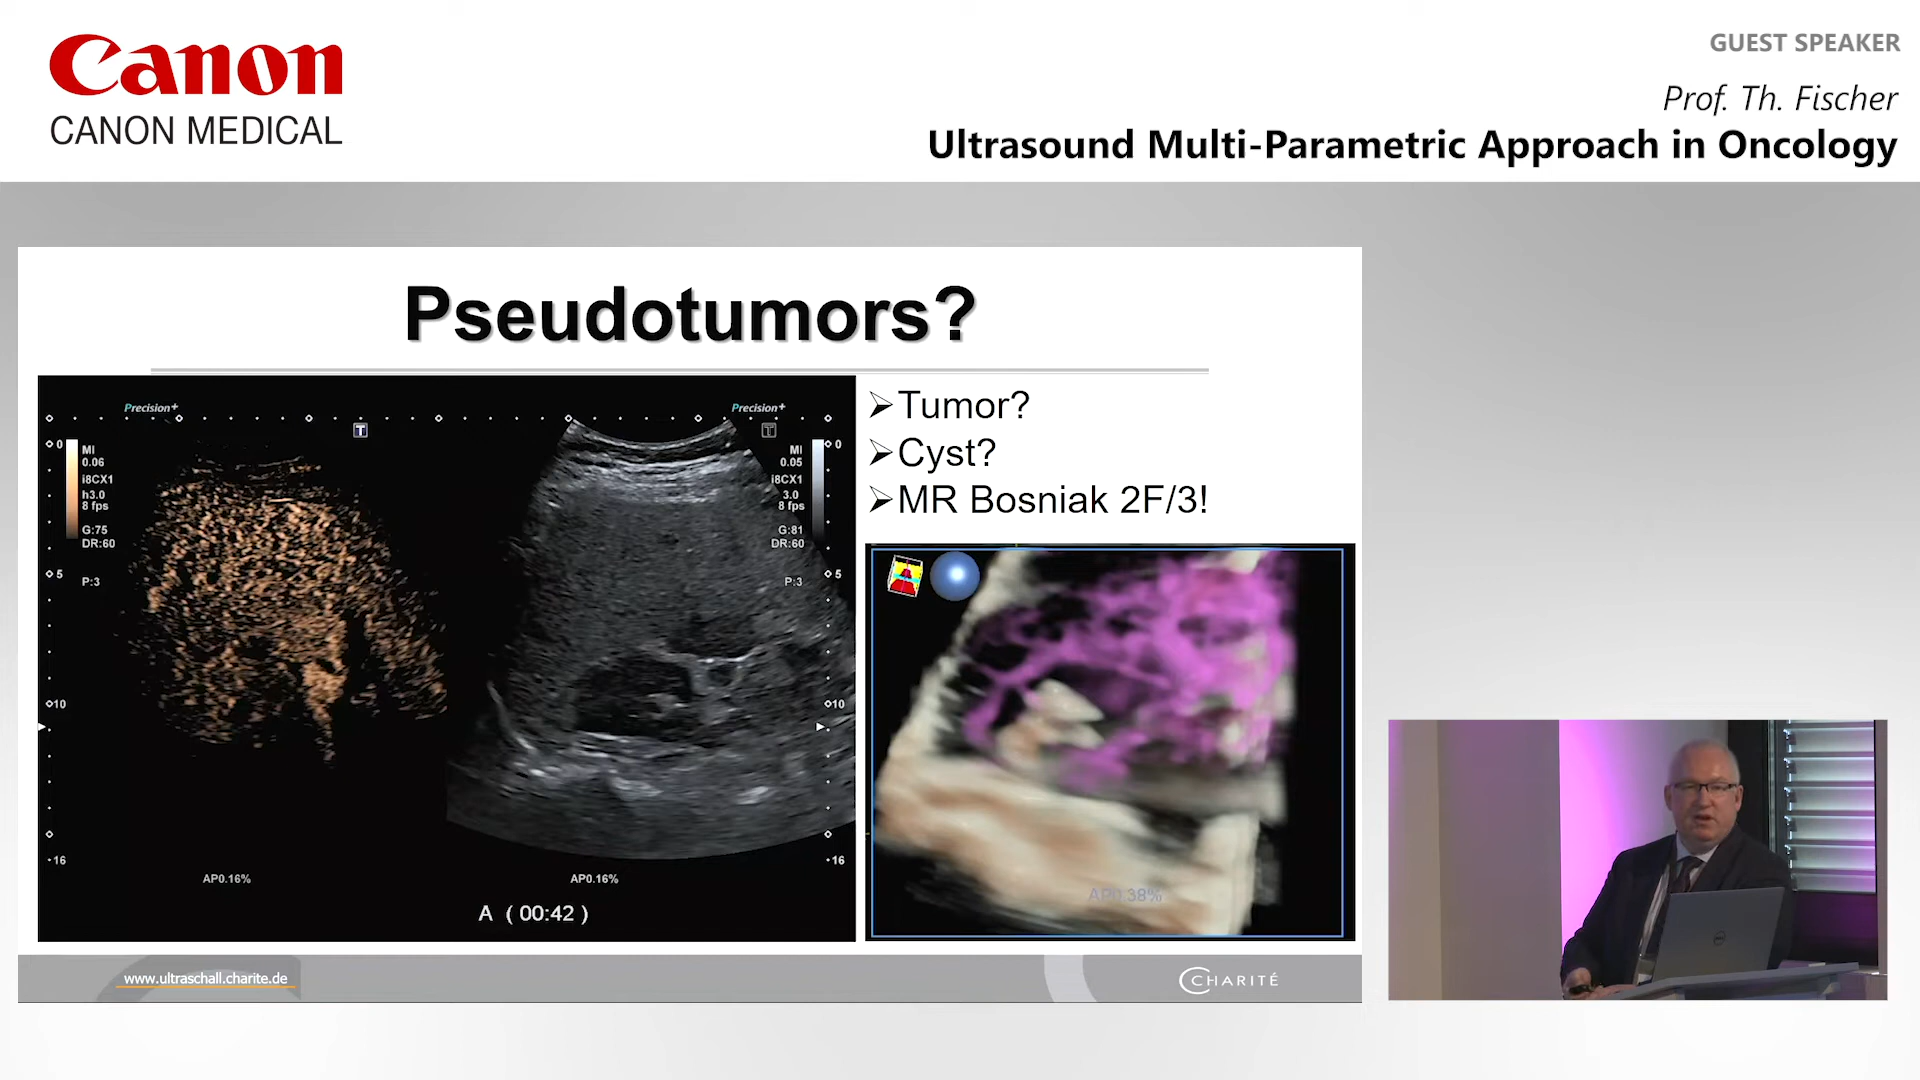 Canon
CANON MEDICAL
GUEST SPEAKER
Prof. Th. Fischer
Ultrasound Multi-Parametric Approach in Oncology
Pseudotumors?
Precision+
T
0
MI
0.06
i8CX1
h3.0
8 fps
G:75
DR:60
P:3
5
10
16
AP0.16%
Precision+
T
0
MI
0.05
i8CX1
3.0
8 fps
G:81
DR:60
P:3
5
10
16
AP0.16%
A ( 00:42 )
➢Tumor?
➢Cyst?
➢MR Bosniak 2F/3!
AP0.38%
www.ultraschall.charite.de
CHARITÉ